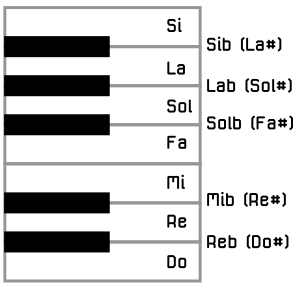 Si
Sib (La#)
La
Lab (Sol#)
Sol
Solb (Fa#)
Fa
Mi
Mib (Re#)
Re
Reb (Do#)
Do